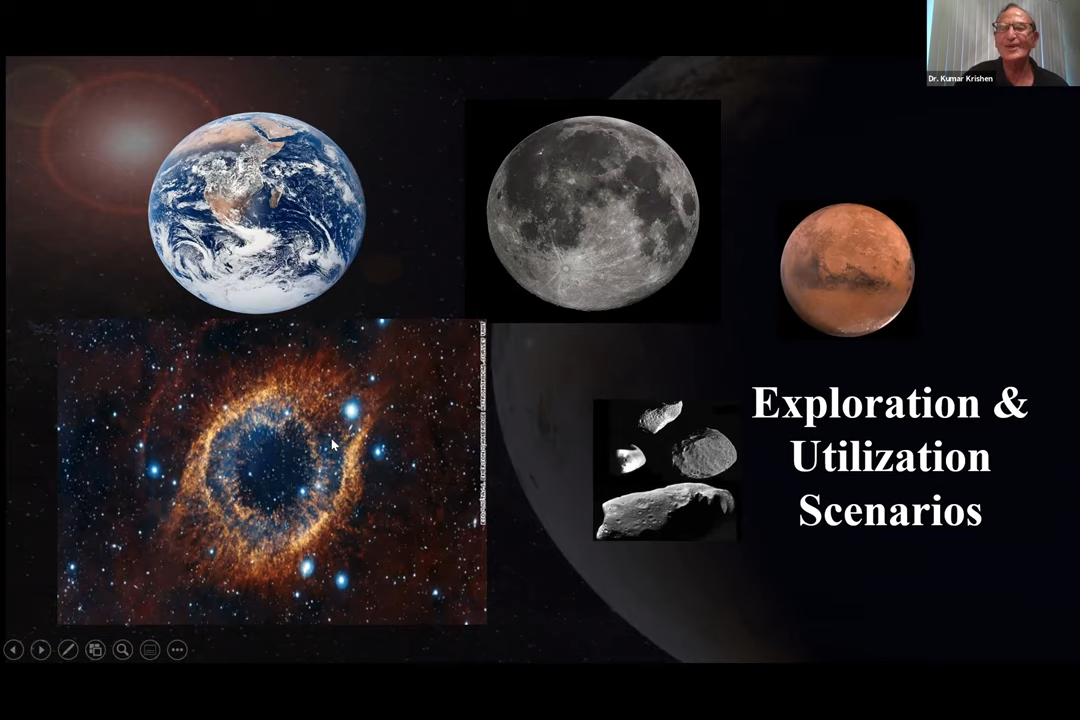 Dr. Kumar Krishen
Exploration &
Utilization
Scenarios